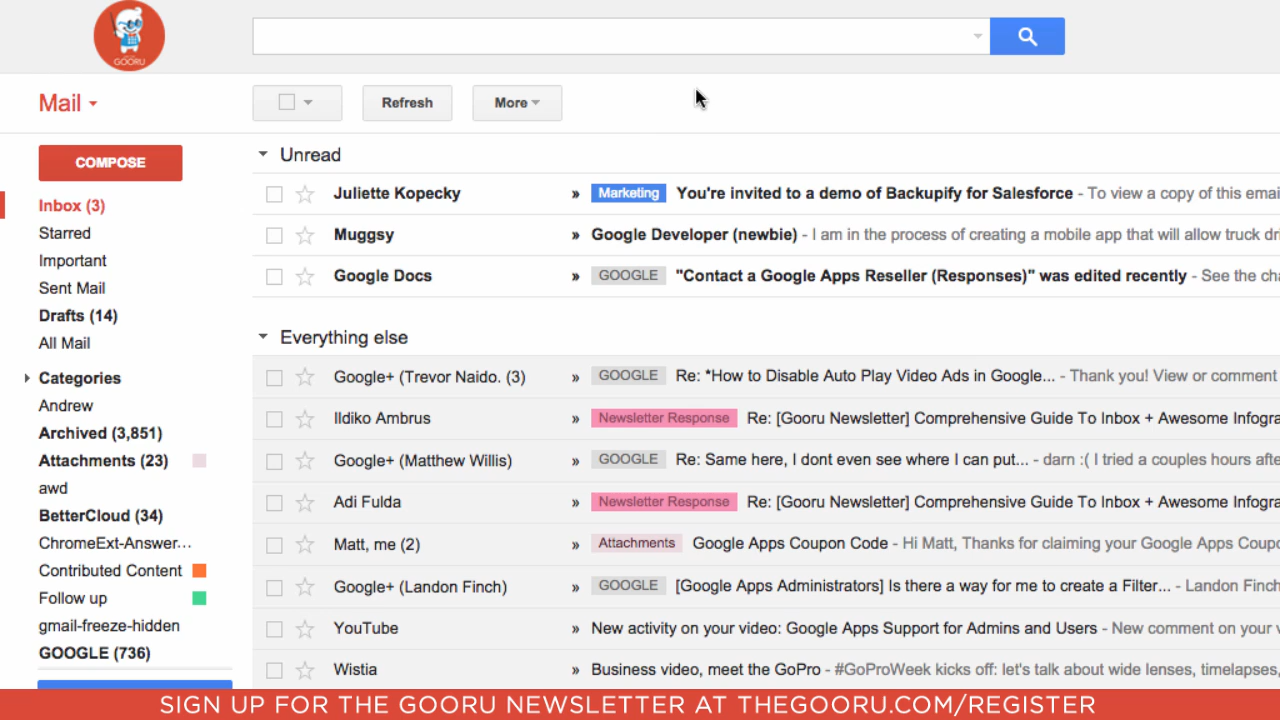 GOORU
Mail
Refresh
More
COMPOSE
Inbox (3)
Starred
Important
Sent Mail
Drafts (14)
All Mail
Categories
Andrew
Archived (3,851)
Attachments (23)
awd
BetterCloud (34)
ChromeExt-Answer...
Contributed Content
Follow up
gmail-freeze-hidden
GOOGLE (736)
Unread
Juliette Kopecky » Marketing You're invited to a demo of Backupify for Salesforce - To view a copy of this emai
Muggsy » Google Developer (newbie) - I am in the process of creating a mobile app that will allow truck dri
Google Docs » GOOGLE "Contact a Google Apps Reseller (Responses)" was edited recently - See the cha
Everything else
Google+ (Trevor Naido. (3) » GOOGLE Re: *How to Disable Auto Play Video Ads in Google... - Thank you! View or comment
Ildiko Ambrus » Newsletter Response Re: [Gooru Newsletter] Comprehensive Guide To Inbox + Awesome Infogra
Google+ (Matthew Willis) » GOOGLE Re: Same here, I dont even see where I can put... - darn :( I tried a couples hours afte
Adi Fulda » Newsletter Response Re: [Gooru Newsletter] Comprehensive Guide To Inbox + Awesome Infogra
Matt, me (2) » Attachments Google Apps Coupon Code - Hi Matt, Thanks for claiming your Google Apps Coupo
Google+ (Landon Finch) » GOOGLE [Google Apps Administrators] Is there a way for me to create a Filter... - Landon Finch
YouTube » New activity on your video: Google Apps Support for Admins and Users - New comment on your v
Wistia » Business video, meet the GoPro - #GoProWeek kicks off: let's talk about wide lenses, timelapses,
SIGN UP FOR THE GOORU NEWSLETTER AT THEGOORU.COM/REGISTER